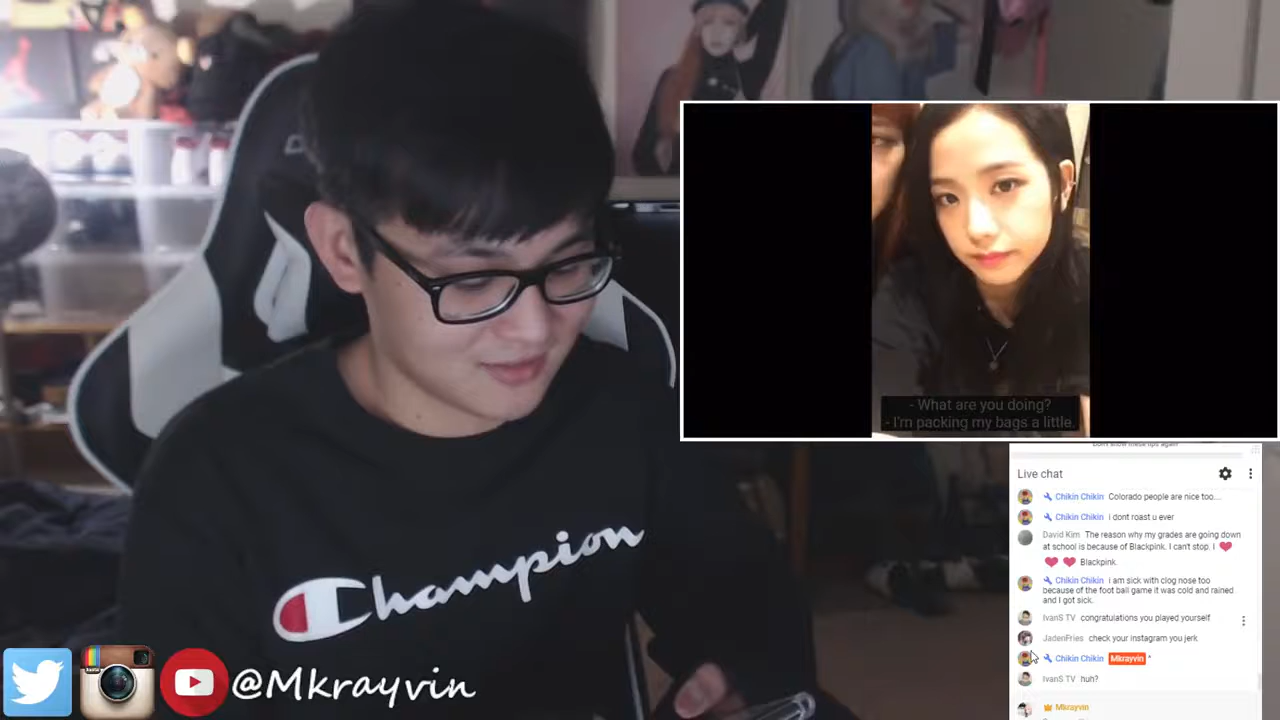 - What are you doing?
- I'm packing my bags a little.
Live chat
Chikin Chikin Colorado people are nice too...
Chikin Chikin i dont roast u ever
David Kim The reason why my grades are going down
at school is because of Blackpink. I can't stop. I ❤
❤ ❤ Blackpink.
Chikin Chikin i am sick with clog nose too
because of the foot ball game it was cold and rained
and I got sick.
IvanS TV congratulations you played yourself
JadenFries check your instagram you jerk
Chikin Chikin Mkrayvin *
IvanS TV huh?
Mkrayvin
Champion
@Mkrayvin